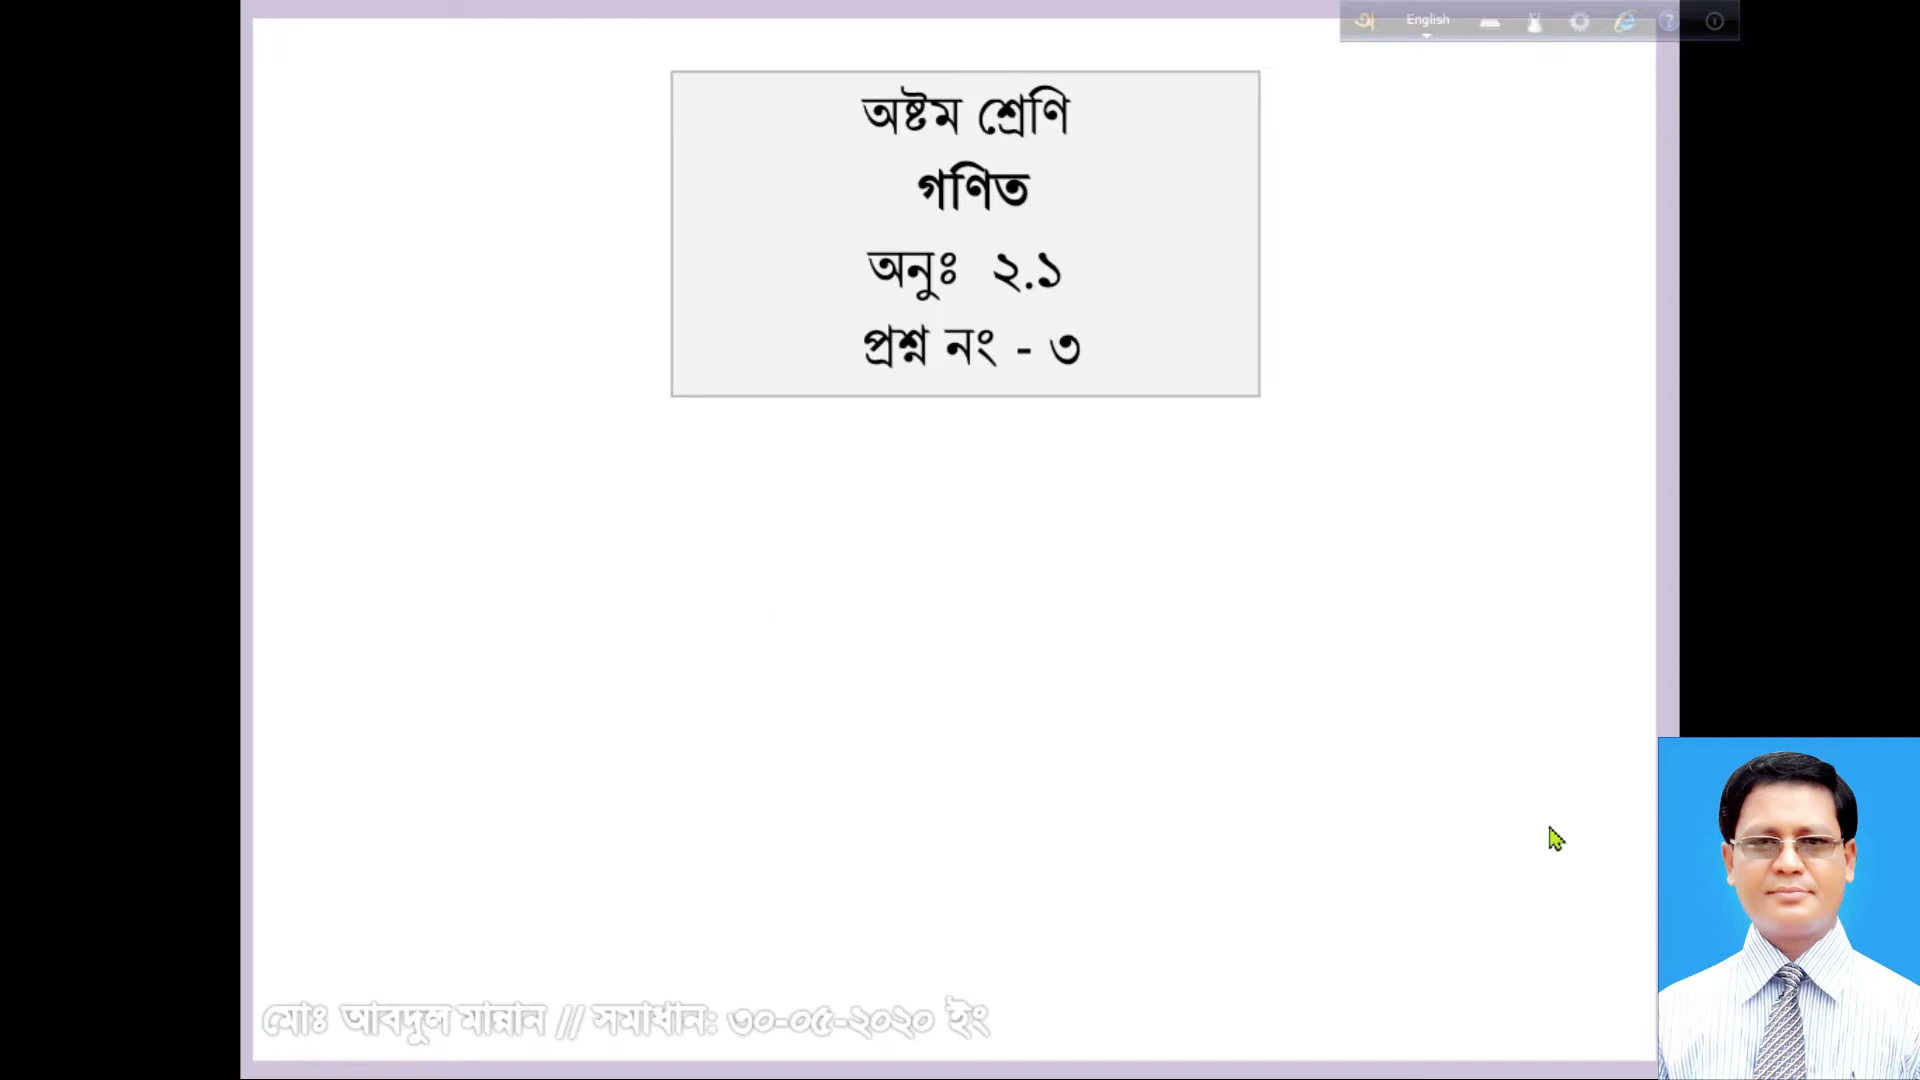 English
অষ্টম শ্রেণি
গণিত
অনুঃ ২.১
প্রশ্ন নং - ৩
মোঃ আবদুল মান্নান // সমাধান: ৩০-০৫-২০২০ ইং